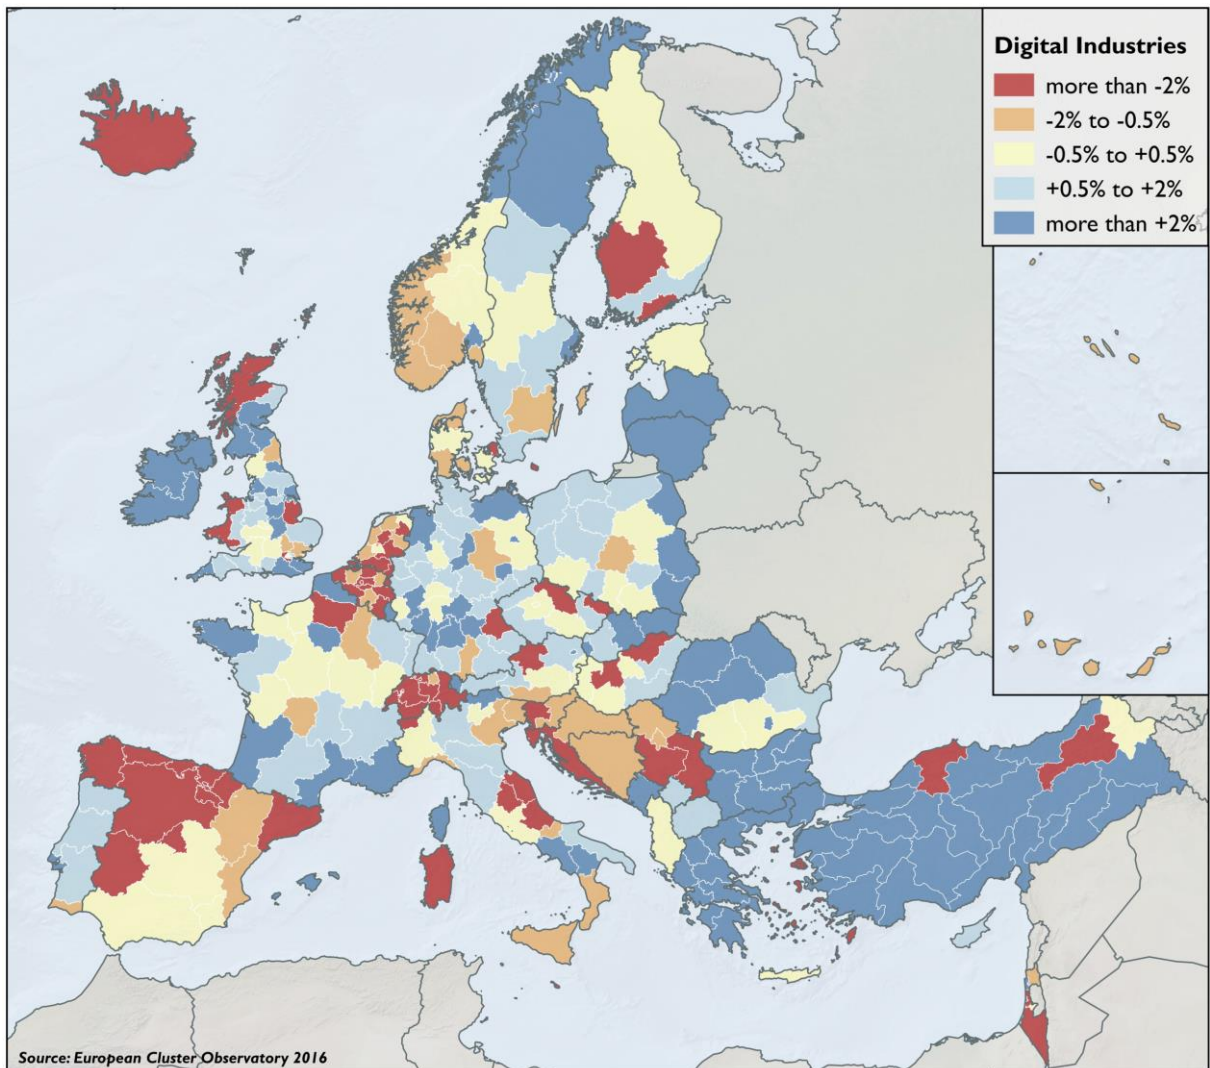 Digital Industries
more than -2%
-2% to -0.5%
-0.5% to +0.5%
+0.5% to +2%
more than +2%
Source: European Cluster Observatory 2016